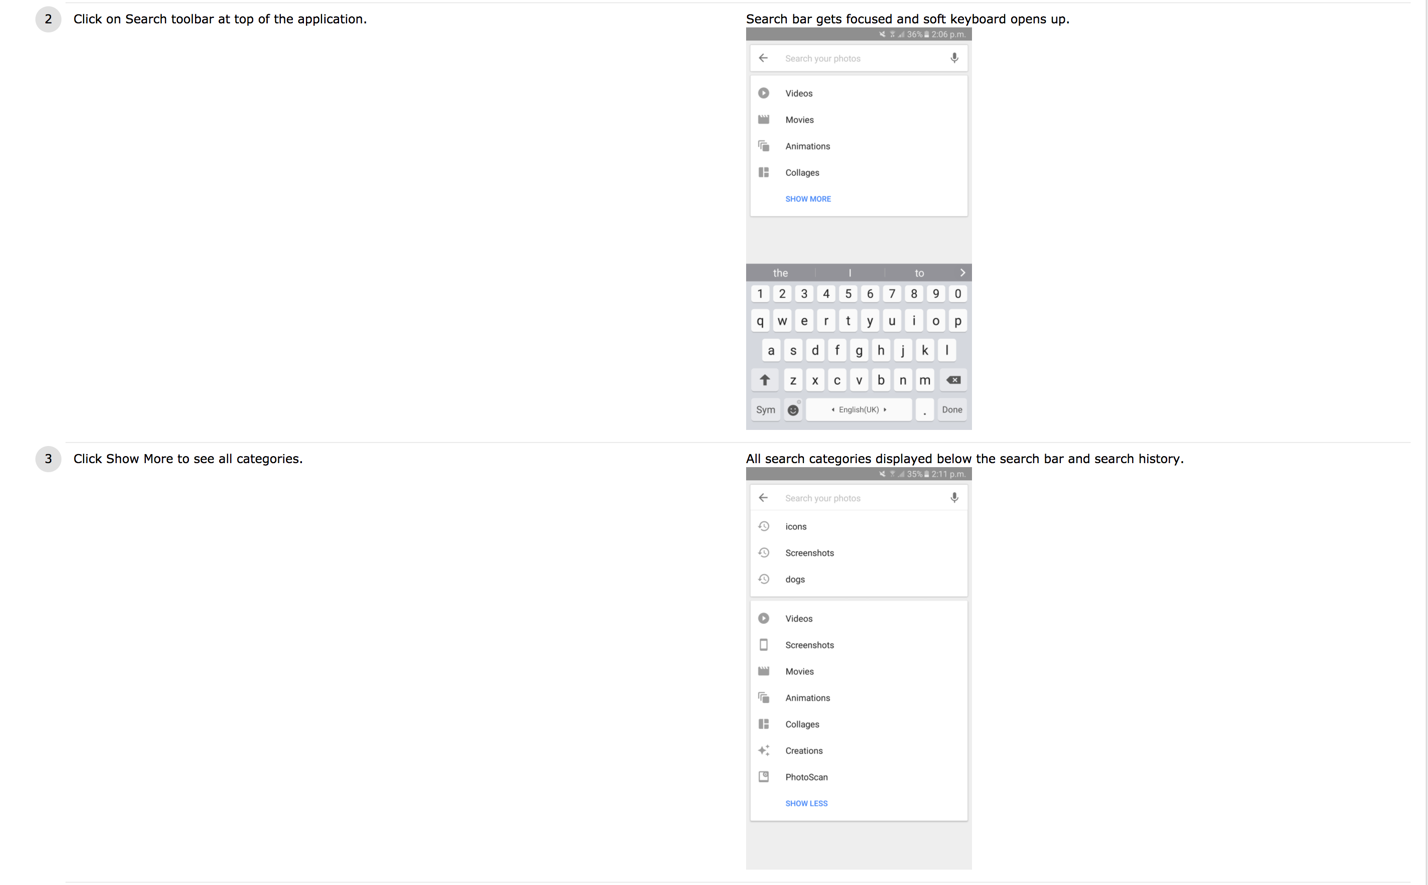 2 Click on Search toolbar at top of the application.
Search bar gets focused and soft keyboard opens up.
36% 2:06 p.m.
Search your photos
Videos
Movies
Animations
Collages
SHOW MORE
the I to
1 2 3 4 5 6 7 8 9 0
q w e r t y u i o p
a s d f g h j k l
z x c v b n m
Sym English(UK) . Done
3 Click Show More to see all categories.
All search categories displayed below the search bar and search history.
35% 2:11 p.m.
Search your photos
icons
Screenshots
dogs
Videos
Screenshots
Movies
Animations
Collages
Creations
PhotoScan
SHOW LESS